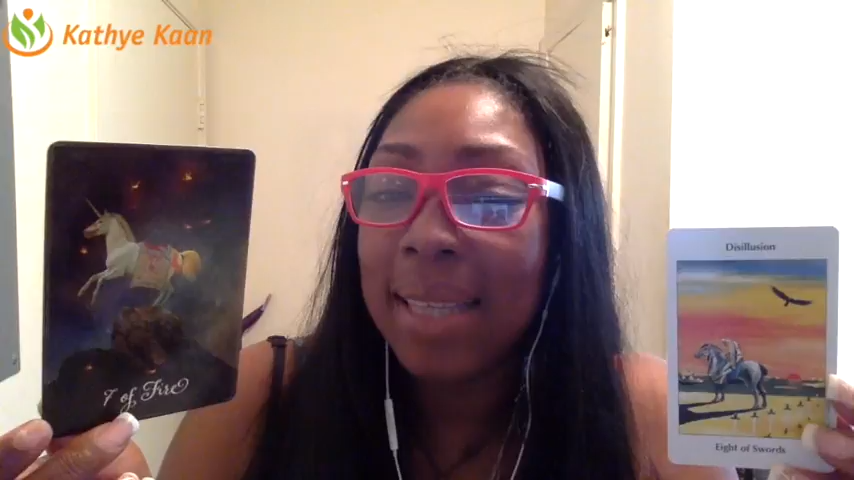 Kathye Kaan
7 of Fire
Disillusion
Eight of Swords